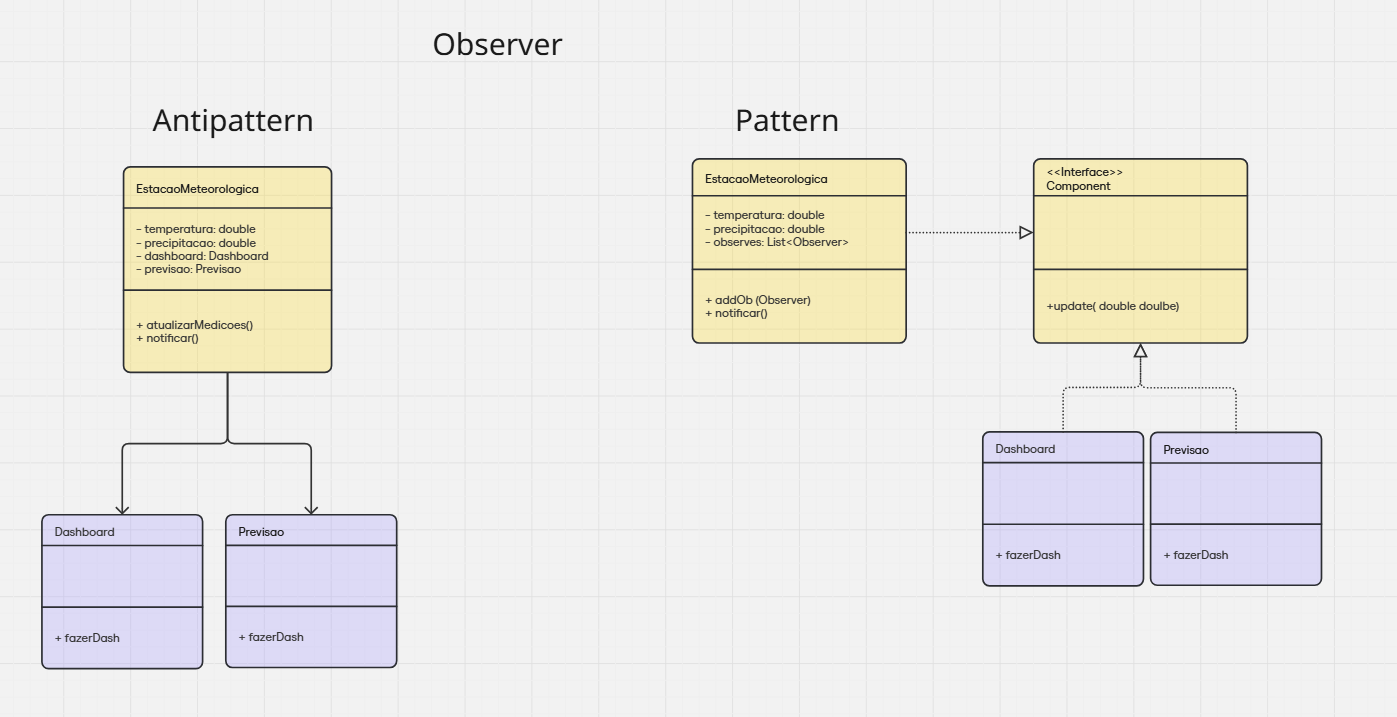 Observer
Antipattern
EstacaoMeteorologica
- temperatura: double
- precipitacao: double
- dashboard: Dashboard
- previsao: Previsao
+ atualizarMedicoes()
+ notificar()
Dashboard
+ fazerDash
Previsao
+ fazerDash
Pattern
EstacaoMeteorologica
- temperatura: double
- precipitacao: double
- observes: List<Observer>
+ addOb (Observer)
+ notificar()
<<Interface>>
Component
+update( double doulbe)
Dashboard
+ fazerDash
Previsao
+ fazerDash